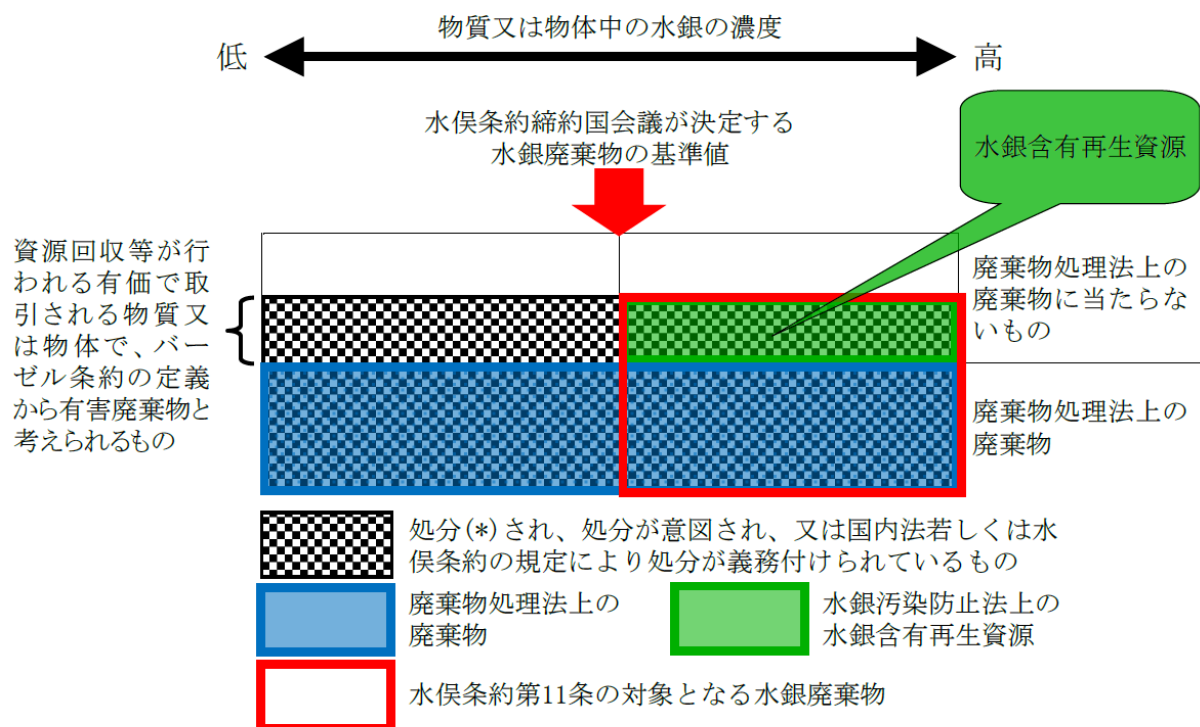 物質又は物体中の水銀の濃度
低
高
水俣条約締約国会議が決定する
水銀廃棄物の基準値
水銀含有再生資源
資源回収等が行
われる有価で取
引される物質又
は物体で、バー
ゼル条約の定義
から有害廃棄物と
考えられるもの
廃棄物処理法上の
廃棄物に当たらな
いもの
廃棄物処理法上の
廃棄物
処分(*)され、処分が意図され、又は国内法若しくは水
俣条約の規定により処分が義務付けられているもの
廃棄物処理法上の
廃棄物
水銀汚染防止法上の
水銀含有再生資源
水俣条約第11条の対象となる水銀廃棄物